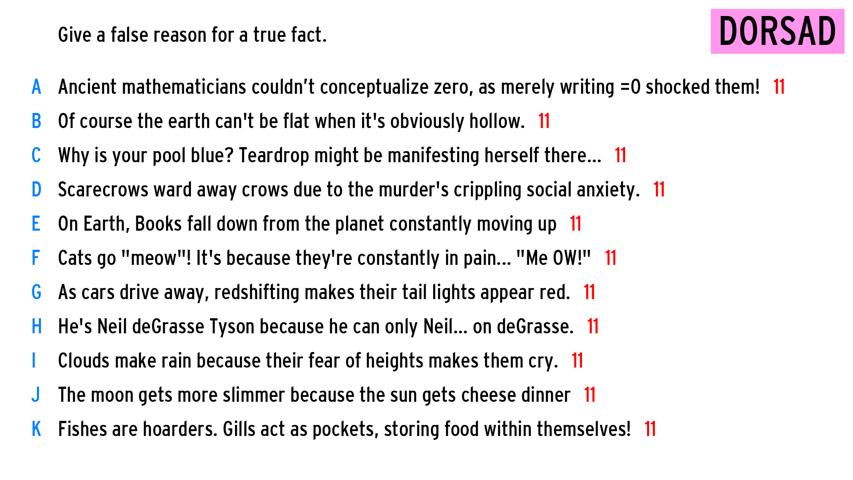 Give a false reason for a true fact.
DORSAD
A Ancient mathematicians couldn't conceptualize zero, as merely writing =0 shocked them! 11
B Of course the earth can't be flat when it's obviously hollow. 11
C Why is your pool blue? Teardrop might be manifesting herself there... 11
D Scarecrows ward away crows due to the murder's crippling social anxiety. 11
E On Earth, Books fall down from the planet constantly moving up 11
F Cats go "meow"! It's because they're constantly in pain... "Me OW!" 11
G As cars drive away, redshifting makes their tail lights appear red. 11
H He's Neil deGrasse Tyson because he can only Neil... on deGrasse. 11
I Clouds make rain because their fear of heights makes them cry. 11
J The moon gets more slimmer because the sun gets cheese dinner 11
K Fishes are hoarders. Gills act as pockets, storing food within themselves! 11